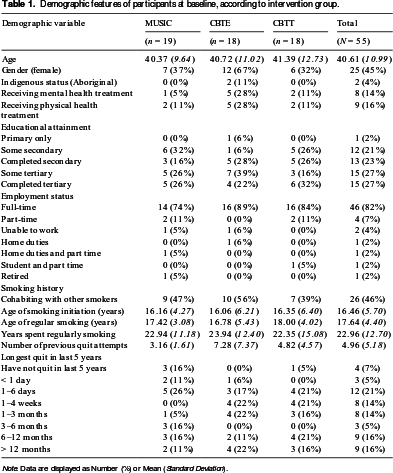 Table 1. Demographic features of participants at baseline, according to intervention group.
Demographic variable MUSIC CBTE CBTT Total
(n = 19) (n = 18) (n = 18) (N = 55)
Age 40.37 (9.64) 40.72 (11.02) 41.39 (12.73) 40.61 (10.99)
Gender (female) 7 (37%) 12 (67%) 6 (32%) 25 (45%)
Indigenous status (Aboriginal) 0 (0%) 2 (11%) 0 (0%) 2 (4%)
Receiving mental health treatment 1 (5%) 5 (28%) 2 (11%) 8 (14%)
Receiving physical health 2 (11%) 5 (28%) 2 (11%) 9 (16%)
treatment
Educational attainment
Primary only 0 (0%) 1 (6%) 0 (0%) 1 (2%)
Some secondary 6 (32%) 1 (6%) 5 (26%) 12 (21%)
Completed secondary 3 (16%) 5 (28%) 5 (26%) 13 (23%)
Some tertiary 5 (26%) 7 (39%) 3 (16%) 15 (27%)
Completed tertiary 5 (26%) 4 (22%) 6 (32%) 15 (27%)
Employment status
Full-time 14 (74%) 16 (89%) 16 (84%) 46 (82%)
Part-time 2 (11%) 0 (0%) 2 (11%) 4 (7%)
Unable to work 1 (5%) 1 (6%) 0 (0%) 2 (4%)
Home duties 0 (0%) 1 (6%) 0 (0%) 1 (2%)
Home duties and part time 1 (5%) 0 (0%) 0 (0%) 1 (2%)
Student and part time 0 (0%) 0 (0%) 1 (5%) 1 (2%)
Retired 1 (5%) 0 (0%) 0 (0%) 1 (2%)
Smoking history
Cohabiting with other smokers 9 (47%) 10 (56%) 7 (39%) 26 (46%)
Age of smoking initiation (years) 16.16 (4.27) 16.06 (6.21) 16.35 (6.40) 16.46 (5.70)
Age of regular smoking (years) 17.42 (3.08) 16.78 (5.43) 18.00 (4.02) 17.64 (4.40)
Years spent regularly smoking 22.94 (11.18) 23.94 (12.40) 22.35 (15.08) 22.96 (12.70)
Number of previous quit attempts 3.16 (1.61) 7.28 (7.37) 4.82 (4.57) 4.96 (5.18)
Longest quit in last 5 years
Have not quit in last 5 years 3 (16%) 0 (0%) 1 (5%) 4 (7%)
< 1 day 2 (11%) 1 (6%) 0 (0%) 3 (5%)
1–6 days 5 (26%) 3 (17%) 4 (21%) 12 (21%)
1–4 weeks 0 (0%) 4 (22%) 4 (21%) 8 (14%)
1–3 months 1 (5%) 4 (22%) 3 (16%) 8 (14%)
3–6 months 3 (16%) 0 (0%) 0 (0%) 3 (5%)
6–12 months 3 (16%) 2 (11%) 4 (21%) 9 (16%)
> 12 months 2 (11%) 4 (22%) 3 (16%) 9 (16%)
Note. Data are displayed as Number (%) or Mean (Standard Deviation).